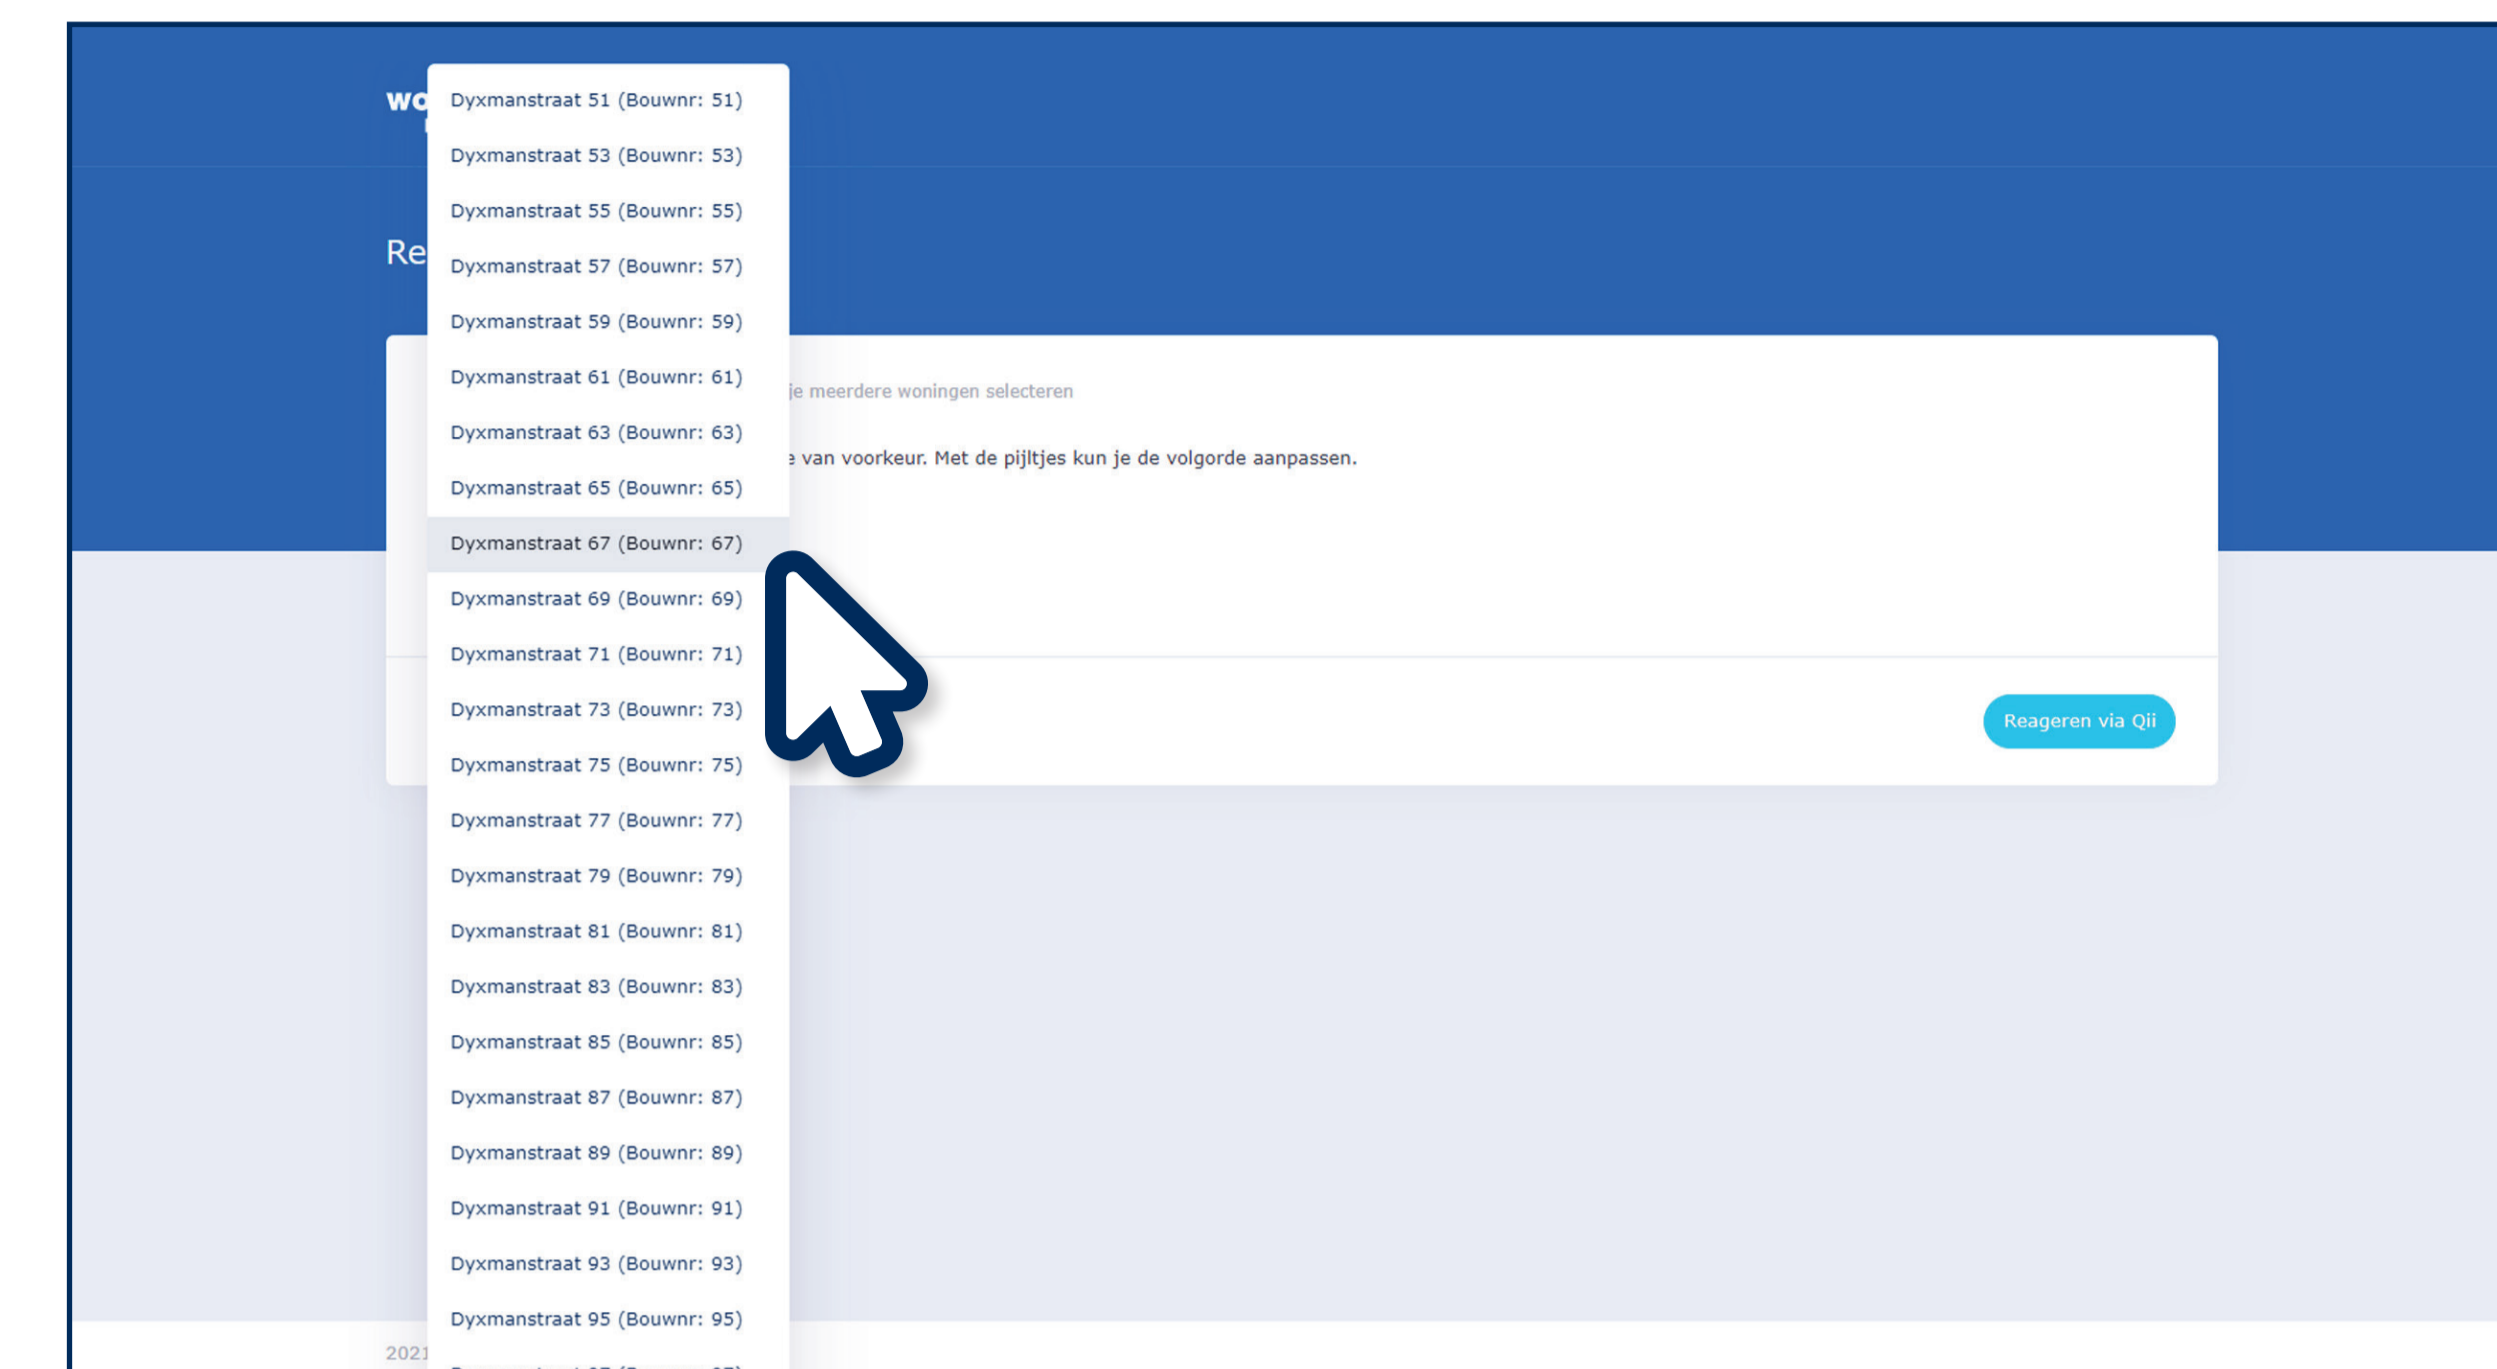 wo
Dyxmanstraat 51 (Bouwnr: 51)
Dyxmanstraat 53 (Bouwnr: 53)
Dyxmanstraat 55 (Bouwnr: 55)
Re
Dyxmanstraat 57 (Bouwnr: 57)
Dyxmanstraat 59 (Bouwnr: 59)
Dyxmanstraat 61 (Bouwnr: 61)
je meerdere woningen selecteren
Dyxmanstraat 63 (Bouwnr: 63)
van voorkeur. Met de pijltjes kun je de volgorde aanpassen.
Dyxmanstraat 65 (Bouwnr: 65)
Dyxmanstraat 67 (Bouwnr: 67)
Dyxmanstraat 69 (Bouwnr: 69)
Dyxmanstraat 71 (Bouwnr: 71)
Dyxmanstraat 73 (Bouwnr: 73)
Reageren via Qii
Dyxmanstraat 75 (Bouwnr: 75)
Dyxmanstraat 77 (Bouwnr: 77)
Dyxmanstraat 79 (Bouwnr: 79)
Dyxmanstraat 81 (Bouwnr: 81)
Dyxmanstraat 83 (Bouwnr: 83)
Dyxmanstraat 85 (Bouwnr: 85)
Dyxmanstraat 87 (Bouwnr: 87)
Dyxmanstraat 89 (Bouwnr: 89)
Dyxmanstraat 91 (Bouwnr: 91)
Dyxmanstraat 93 (Bouwnr: 93)
Dyxmanstraat 95 (Bouwnr: 95)
2021